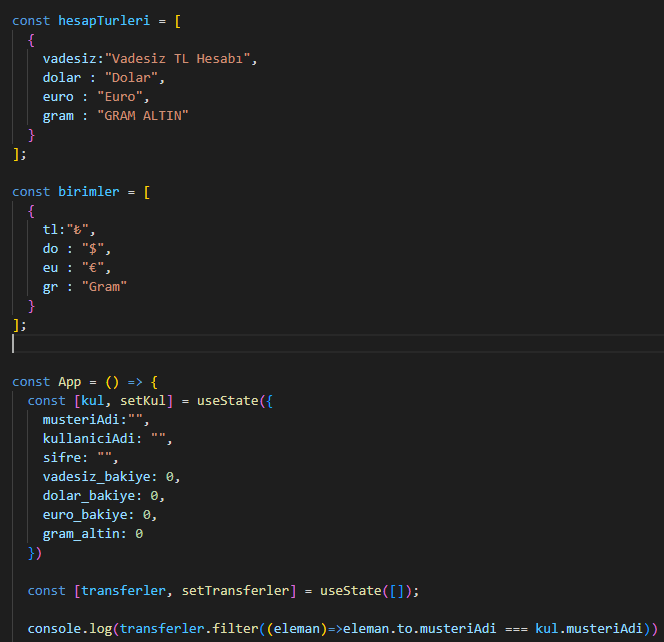 const hesapTurleri = [
  {
    vadesiz:"Vadesiz TL Hesabı",
    dolar : "Dolar",
    euro : "Euro",
    gram : "GRAM ALTIN"
  }
];
const birimler = [
  {
    tl:"₺",
    do : "$",
    eu : "€",
    gr : "Gram"
  }
];
const App = () => {
  const [kul, setKul] = useState({
    musteriAdi:"",
    kullaniciAdi: "",
    sifre: "",
    vadesiz_bakiye: 0,
    dolar_bakiye: 0,
    euro_bakiye: 0,
    gram_altin: 0
  })
  const [transferler, setTransferler] = useState([]);
  console.log(transferler.filter((eleman)=>eleman.to.musteriAdi === kul.musteriAdi))